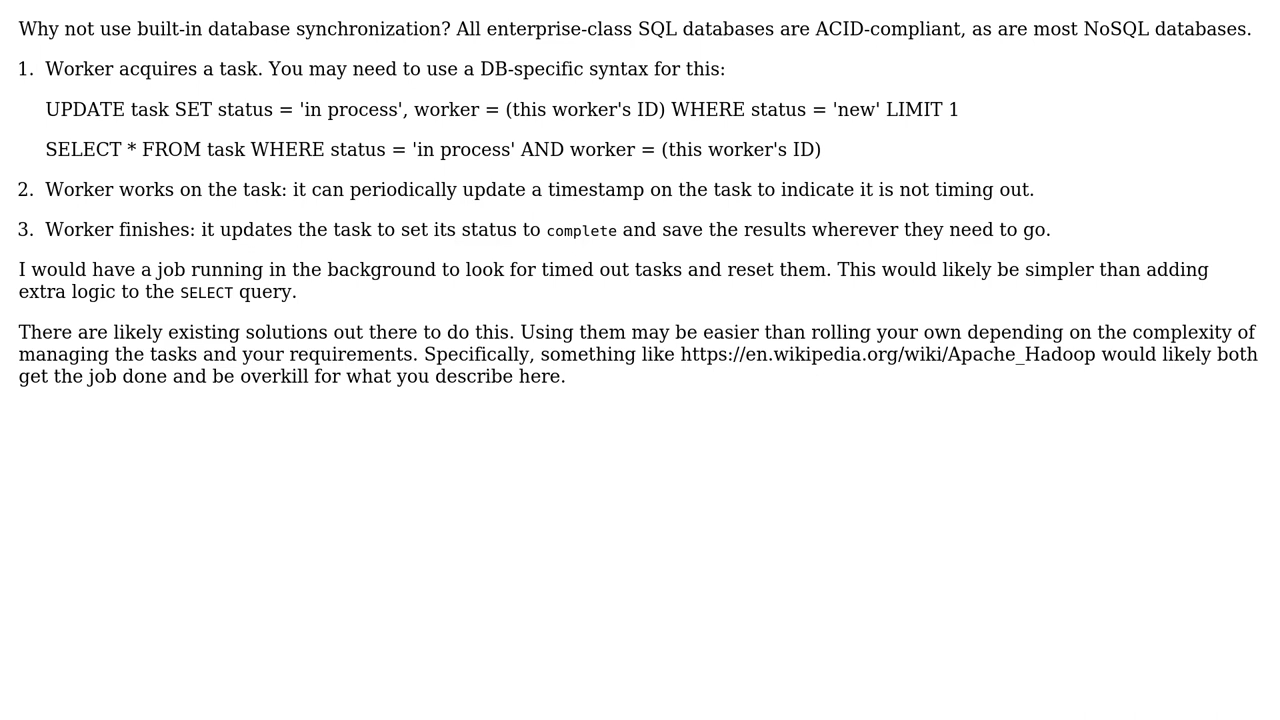 Why not use built-in database synchronization? All enterprise-class SQL databases are ACID-compliant, as are most NoSQL databases.
1. Worker acquires a task. You may need to use a DB-specific syntax for this:
UPDATE task SET status = 'in process', worker = (this worker's ID) WHERE status = 'new' LIMIT 1
SELECT * FROM task WHERE status = 'in process' AND worker = (this worker's ID)
2. Worker works on the task: it can periodically update a timestamp on the task to indicate it is not timing out.
3. Worker finishes: it updates the task to set its status to complete and save the results wherever they need to go.
I would have a job running in the background to look for timed out tasks and reset them. This would likely be simpler than adding
extra logic to the SELECT query.
There are likely existing solutions out there to do this. Using them may be easier than rolling your own depending on the complexity of
managing the tasks and your requirements. Specifically, something like https://en.wikipedia.org/wiki/Apache_Hadoop would likely both
get the job done and be overkill for what you describe here.